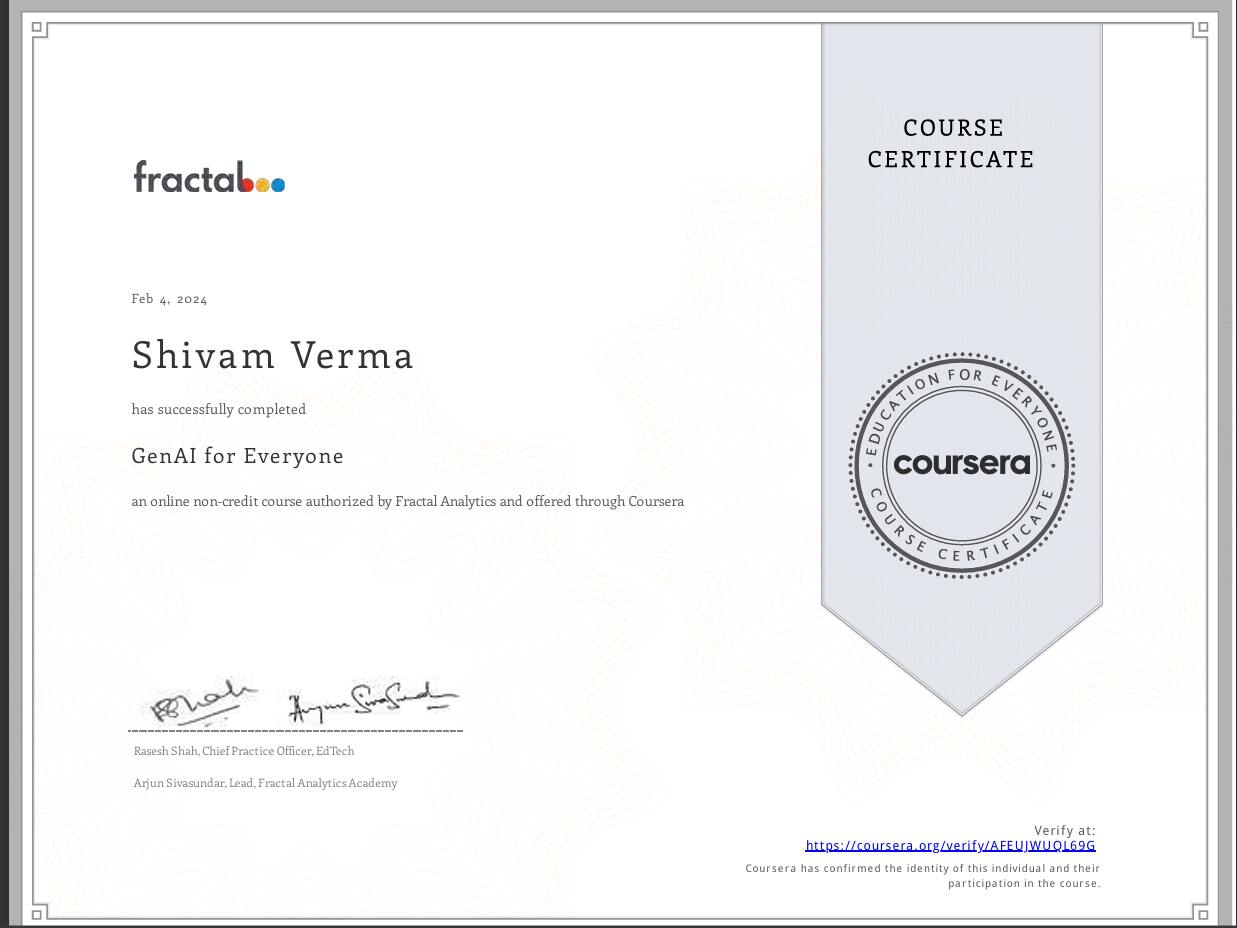 COURSE
CERTIFICATE
fractal
Feb 4, 2024
Shivam Verma
has successfully completed
GenAI for Everyone
an online non-credit course authorized by Fractal Analytics and offered through Coursera
EDUCATION FOR EVERYONE
coursera
COURSE CERTIFICATE
Rasesh Shah, Chief Practice Officer, EdTech
Arjun Sivasundar, Lead, Fractal Analytics Academy
Verify at:
https://coursera.org/verify/AFEUJWUQL69G
Coursera has confirmed the identity of this individual and their
participation in the course.